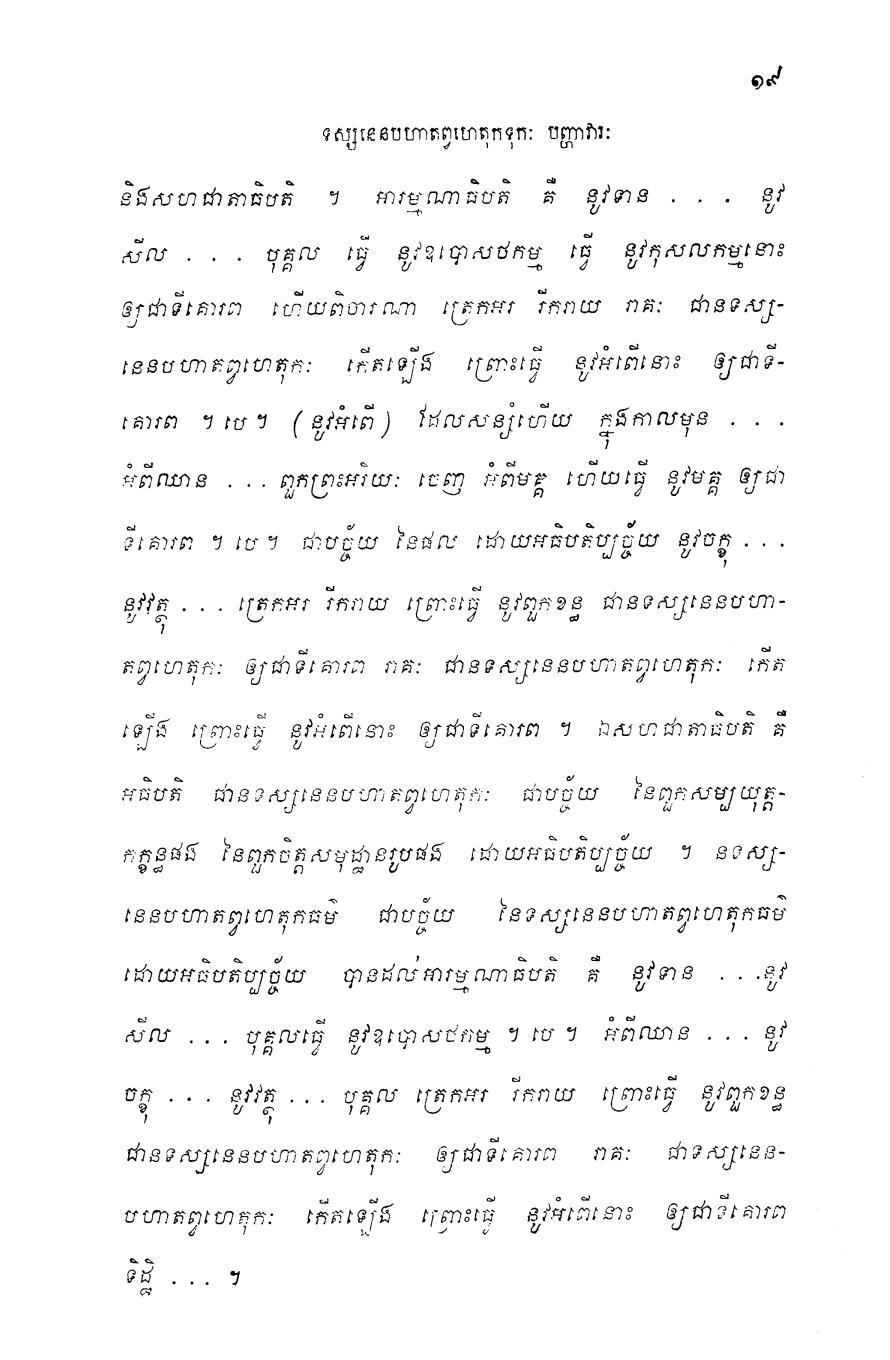 ១៩
ទស្សនេនបហាតព្វហេតុកទុកៈ បញ្ហាវារៈ
និងសហជាតាធិបតិ ។ អារម្មណាធិបតិ គឺ នូវទាន . . . នូវ
សីល . . . បុគ្គល ធ្វើ នូវឧបោសថកម្ម ធ្វើ នូវកុសលកម្មនោះ
ឲ្យជាទីគោរព ហើយពិចារណា ត្រេកអរ រីករាយ រាគៈ ជានទស្ស-
នេនបហាតព្វហេតុកៈ កើតឡើង ព្រោះធ្វើ នូវអំពើនោះ ឲ្យជាទី-
គោរព ។ បេ ។ (នូវអំពើ) ដែលសន្សំហើយ ក្នុងកាលមុន . . .
អំពីឈាន . . . ពួកព្រះអរិយៈ ចេញ អំពីមគ្គ ហើយធ្វើ នូវមគ្គ ឲ្យជា
ទីគោរព ។ បេ ។ ជាបច្ច័យ នៃផល ដោយអធិបតិប្បច្ច័យ នូវចក្ខុ . . .
នូវវត្ថុ . . . ត្រេកអរ រីករាយ ព្រោះធ្វើ នូវពួកខន្ធ ជានទស្សនេនបហា-
តព្វហេតុកៈ ឲ្យជាទីគោរព រាគៈ ជានទស្សនេនបហាតព្វហេតុកៈ កើត
ឡើង ព្រោះធ្វើ នូវអំពើនោះ ឲ្យជាទីគោរព ។ ឯសហជាតាធិបតិ គឺ
អធិបតិ ជានទស្សនេនបហាតព្វហេតុកៈ ជាបច្ច័យ នៃពួកសម្បយុត្ត-
កក្ខន្ធផង នៃពួកចិត្តសមុដ្ឋានរូបផង ដោយអធិបតិប្បច្ច័យ ។ នទស្ស-
នេនបហាតព្វហេតុកធម៌ ជាបច្ច័យ នៃទស្សនេនបហាតព្វហេតុកធម៌
ដោយអធិបតិប្បច្ច័យ បានដល់អារម្មណាធិបតិ គឺ នូវទាន . . .នូវ
សីល . . . បុគ្គលធ្វើ នូវឧបោសថកម្ម ។ បេ ។ អំពីឈាន . . . នូវ
ចក្ខុ . . . នូវវត្ថុ . . . បុគ្គល ត្រេកអរ រីករាយ ព្រោះធ្វើ នូវពួកខន្ធ
ជានទស្សនេនបហាតព្វហេតុកៈ ឲ្យជាទីគោរព រាគៈ ជាទស្សនេន-
បហាតព្វហេតុកៈ កើតឡើង ព្រោះធ្វើ នូវអំពើនោះ ឲ្យជាទីគោរព
ទិដ្ឋិ . . . ។